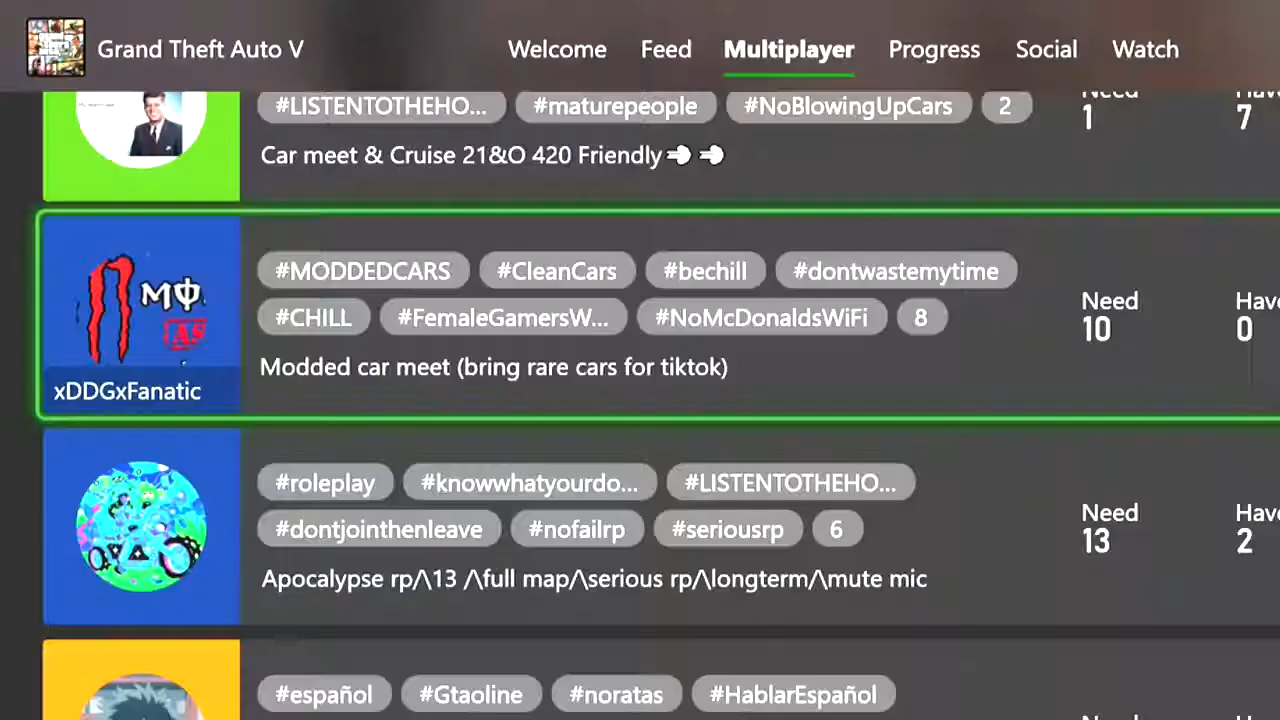 Grand Theft Auto V Welcome Feed Multiplayer Progress Social Watch
#LISTENTOTHEHO... #maturepeople #NoBlowingUpCars 2
Need Have
1 7
Car meet & Cruise 21&O 420 Friendly
#MODDEDCARS #CleanCars #bechill #dontwastemytime
#CHILL #FemaleGamersW... #NoMcDonaldsWiFi 8
Need Have
10 0
Modded car meet (bring rare cars for tiktok)
xDDGxFanatic
#roleplay #knowwhatyourdo... #LISTENTOTHEHO...
#dontjointhenleave #nofailrp #seriousrp 6
Need Have
13 2
Apocalypse rp/\13 /\full map/\serious rp/\longterm/\mute mic
#español #Gtaoline #noratas #HablarEspañol